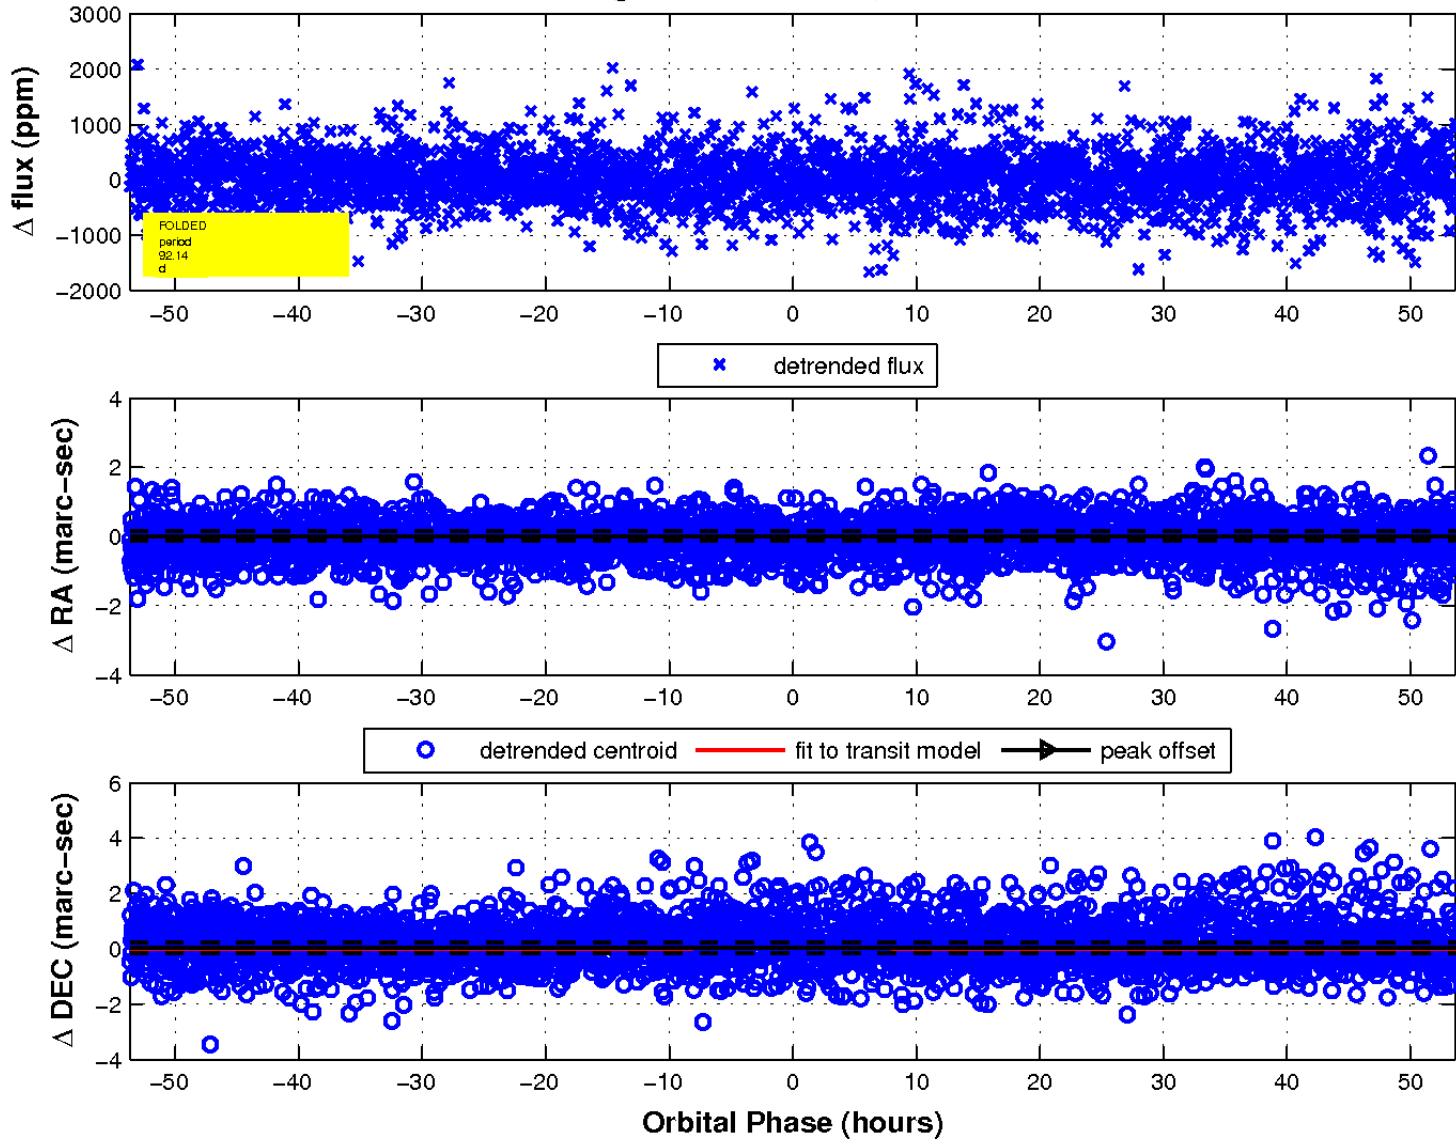 3000
2000
1000
0
−1000
−2000
Δ flux (ppm)
FOLDED
period
92.14
d
−50 −40 −30 −20 −10 0 10 20 30 40 50
detrended flux
4
2
0
−2
−4
Δ RA (marc−sec)
−50 −40 −30 −20 −10 0 10 20 30 40 50
detrended centroid fit to transit model peak offset
6
4
2
0
−2
−4
Δ DEC (marc−sec)
−50 −40 −30 −20 −10 0 10 20 30 40 50
Orbital Phase (hours)